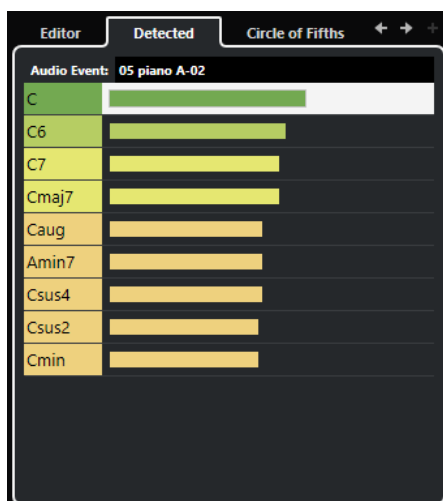 Editor Detected Circle of Fifths
Audio Event: 05 piano A-02
C
C6
C7
Cmaj7
Caug
Amin7
Csus4
Csus2
Cmin